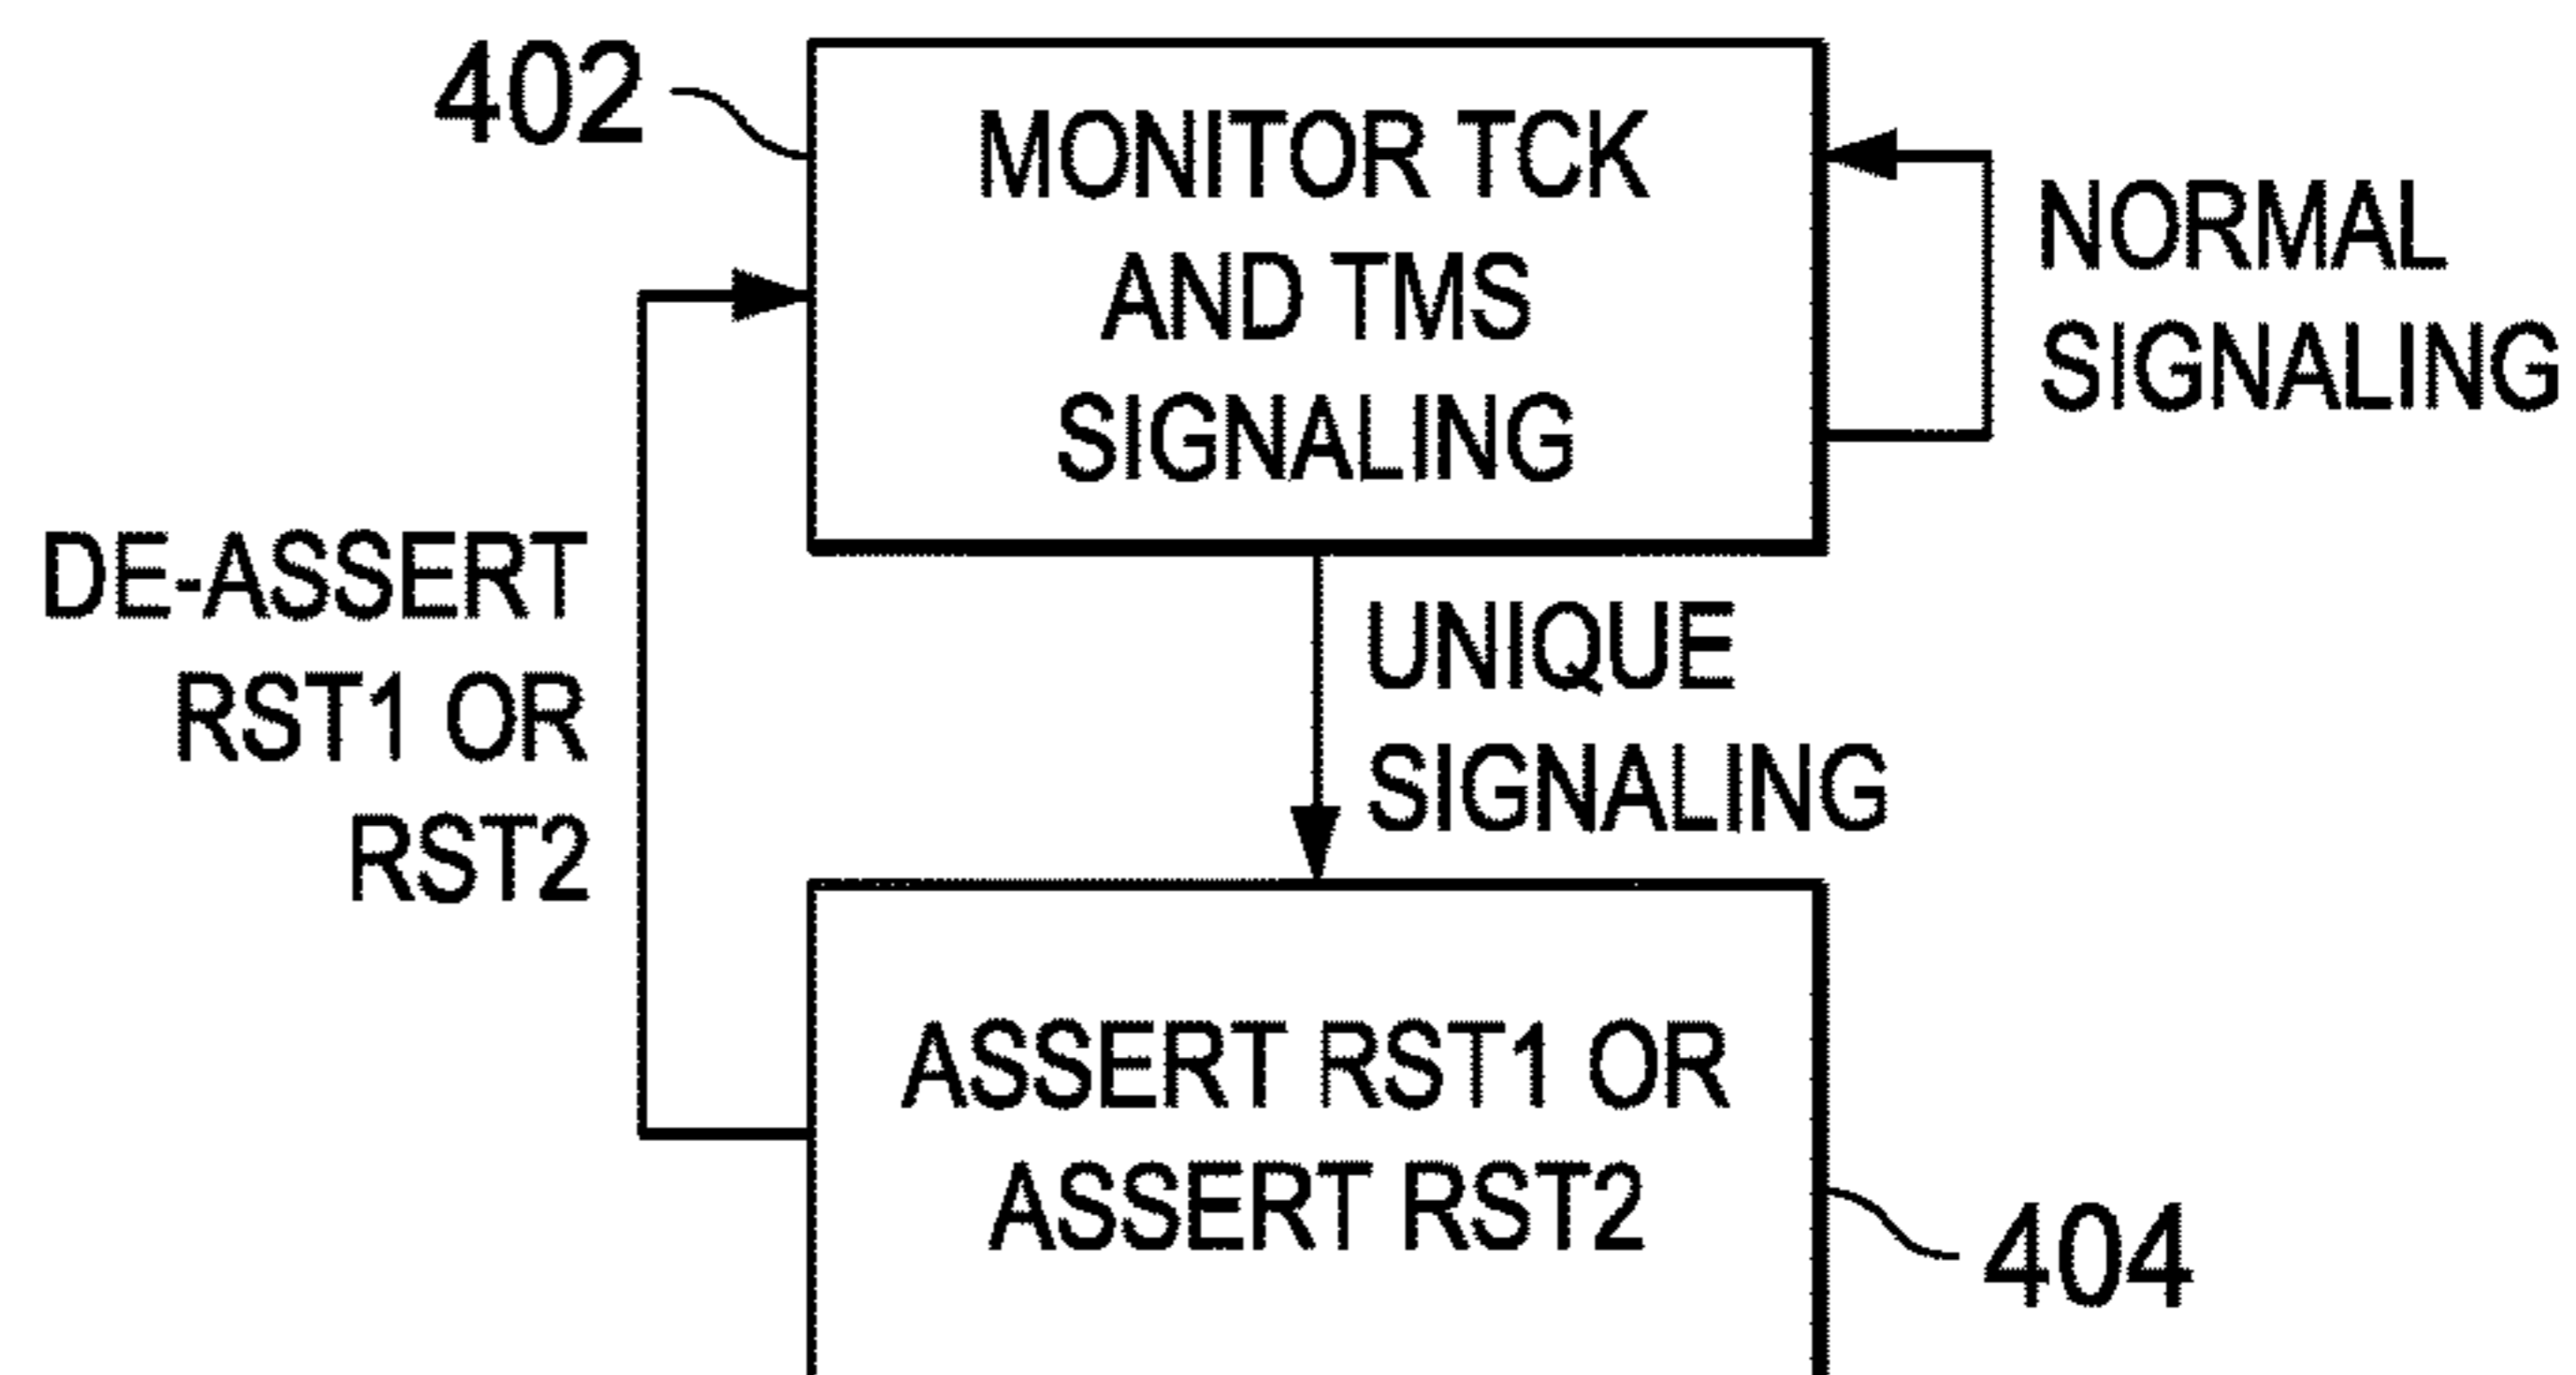 402
MONITOR TCK
AND TMS
SIGNALING
NORMAL
SIGNALING
DE-ASSERT
RST1 OR
RST2
UNIQUE
SIGNALING
ASSERT RST1 OR
ASSERT RST2
404